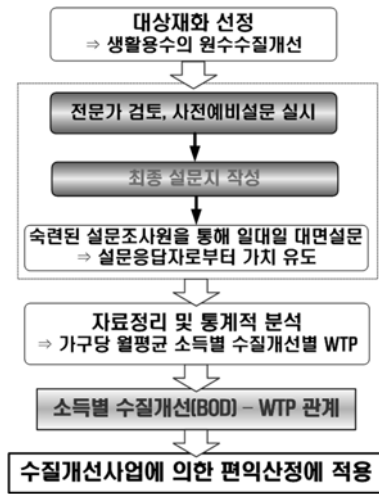 대상재화 선정
⇒ 생활용수의 원수수질개선
전문가 검토, 사전예비설문 실시
최종 설문지 작성
숙련된 설문조사원을 통해 일대일 대면설문
⇒ 설문응답자로부터 가치 유도
자료정리 및 통계적 분석
⇒ 가구당 월평균 소득별 수질개선별 WTP
소득별 수질개선(BOD) – WTP 관계
수질개선사업에 의한 편익산정에 적용